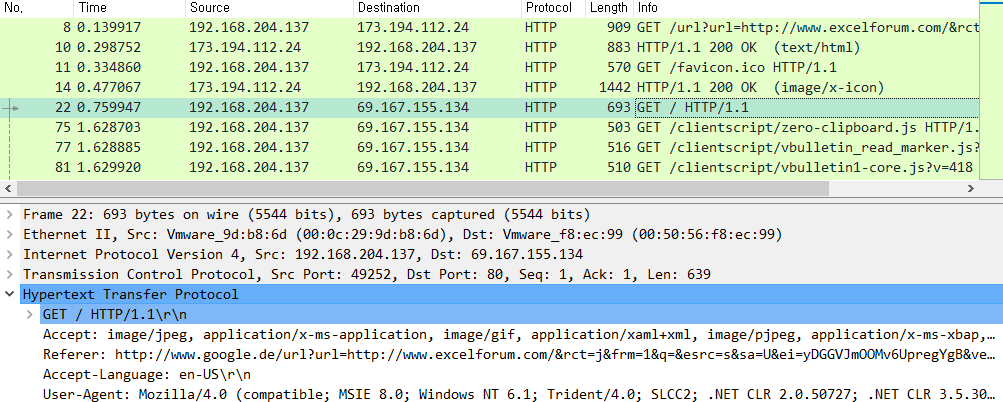 No. Time Source Destination Protocol Length Info
8 0.139917 192.168.204.137 173.194.112.24 HTTP 909 GET /url?url=http://www.excelforum.com/&rct
10 0.298752 173.194.112.24 192.168.204.137 HTTP 883 HTTP/1.1 200 OK (text/html)
11 0.334860 192.168.204.137 173.194.112.24 HTTP 570 GET /favicon.ico HTTP/1.1
14 0.477067 173.194.112.24 192.168.204.137 HTTP 1442 HTTP/1.1 200 OK (image/x-icon)
22 0.759947 192.168.204.137 69.167.155.134 HTTP 693 GET / HTTP/1.1
75 1.628703 192.168.204.137 69.167.155.134 HTTP 503 GET /clientscript/zero-clipboard.js HTTP/1.
77 1.628885 192.168.204.137 69.167.155.134 HTTP 516 GET /clientscript/vbulletin_read_marker.js?
81 1.629920 192.168.204.137 69.167.155.134 HTTP 510 GET /clientscript/vbulletin1-core.js?v=418
Frame 22: 693 bytes on wire (5544 bits), 693 bytes captured (5544 bits)
Ethernet II, Src: Vmware_9d:b8:6d (00:0c:29:9d:b8:6d), Dst: Vmware_f8:ec:99 (00:50:56:f8:ec:99)
Internet Protocol Version 4, Src: 192.168.204.137, Dst: 69.167.155.134
Transmission Control Protocol, Src Port: 49252, Dst Port: 80, Seq: 1, Ack: 1, Len: 639
Hypertext Transfer Protocol
GET / HTTP/1.1\r\n
Accept: image/jpeg, application/x-ms-application, image/gif, application/xaml+xml, image/pjpeg, application/x-ms-xbap,…
Referer: http://www.google.de/url?url=http://www.excelforum.com/&rct=j&frm=1&q=&esrc=s&sa=U&ei=yDGGVJmOOMv6UpregYgB&ve…
Accept-Language: en-US\r\n
User-Agent: Mozilla/4.0 (compatible; MSIE 8.0; Windows NT 6.1; Trident/4.0; SLCC2; .NET CLR 2.0.50727; .NET CLR 3.5.30…